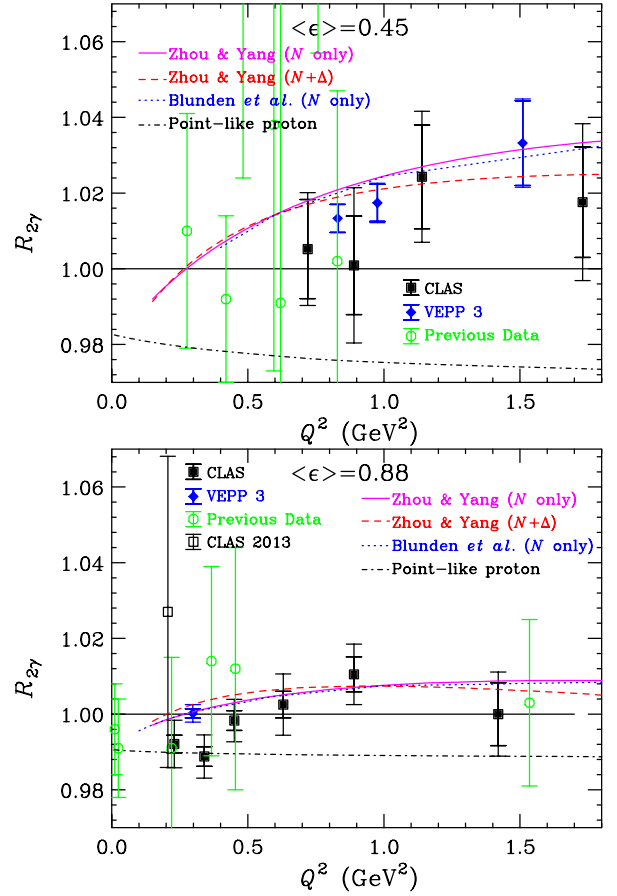 <ϵ>=0.45
Zhou & Yang (N only)
Zhou & Yang (N+Δ)
Blunden et al. (N only)
Point-like proton
1.06
1.04
1.02
1.00
0.98
R2γ
CLAS
VEPP 3
Previous Data
0.0 0.5 1.0 1.5
Q² (GeV²)
<ϵ>=0.88
CLAS
VEPP 3
Previous Data
CLAS 2013
Zhou & Yang (N only)
Zhou & Yang (N+Δ)
Blunden et al. (N only)
Point-like proton
1.06
1.04
1.02
1.00
0.98
R2γ
0.0 0.5 1.0 1.5
Q² (GeV²)